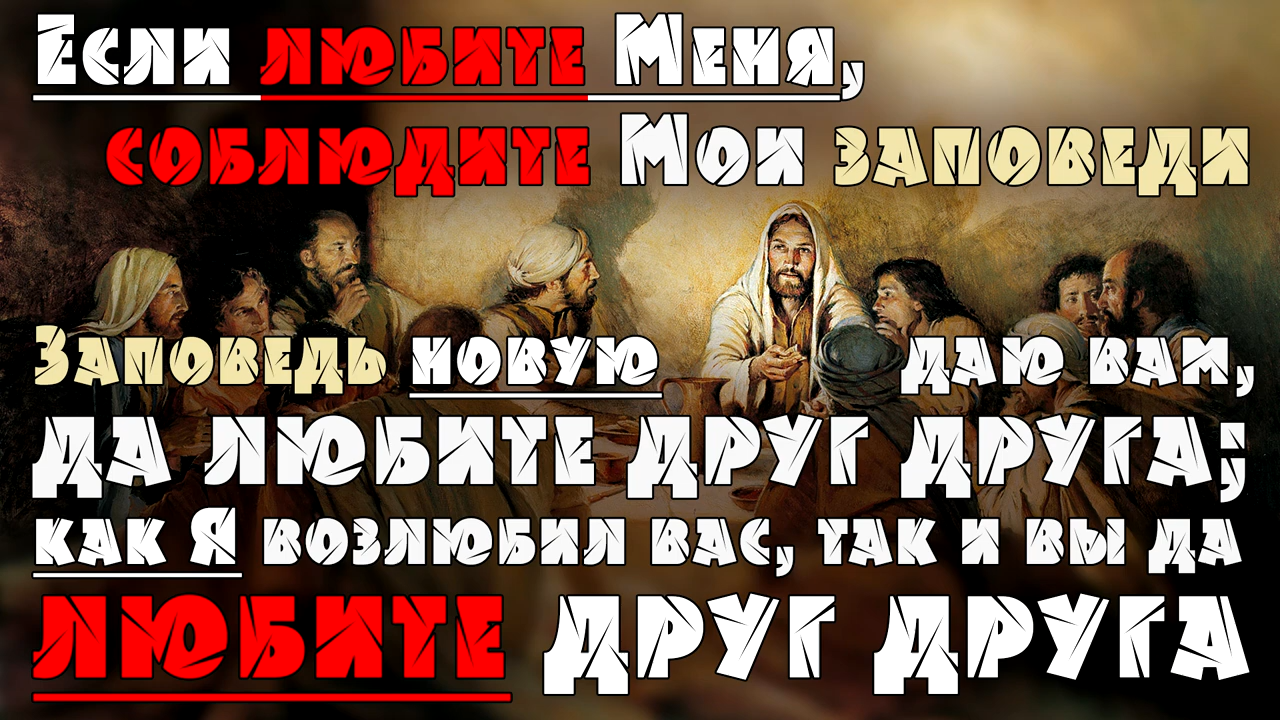 Если любите Меня,
соблюдите Мои заповеди
Заповедь новую даю вам,
да любите друг друга;
как Я возлюбил вас, так и вы да
любите друг друга